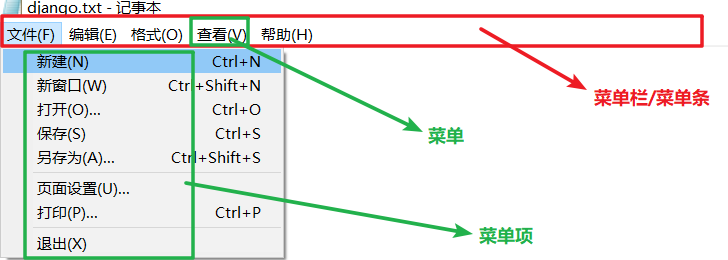 django.txt - 记事本
文件(F) 编辑(E) 格式(O) 查看(V) 帮助(H)
新建(N) Ctrl+N
新窗口(W) Ctrl+Shift+N
打开(O)... Ctrl+O
保存(S) Ctrl+S
另存为(A)... Ctrl+Shift+S
页面设置(U)...
打印(P)... Ctrl+P
退出(X)
菜单栏/菜单条
菜单
菜单项